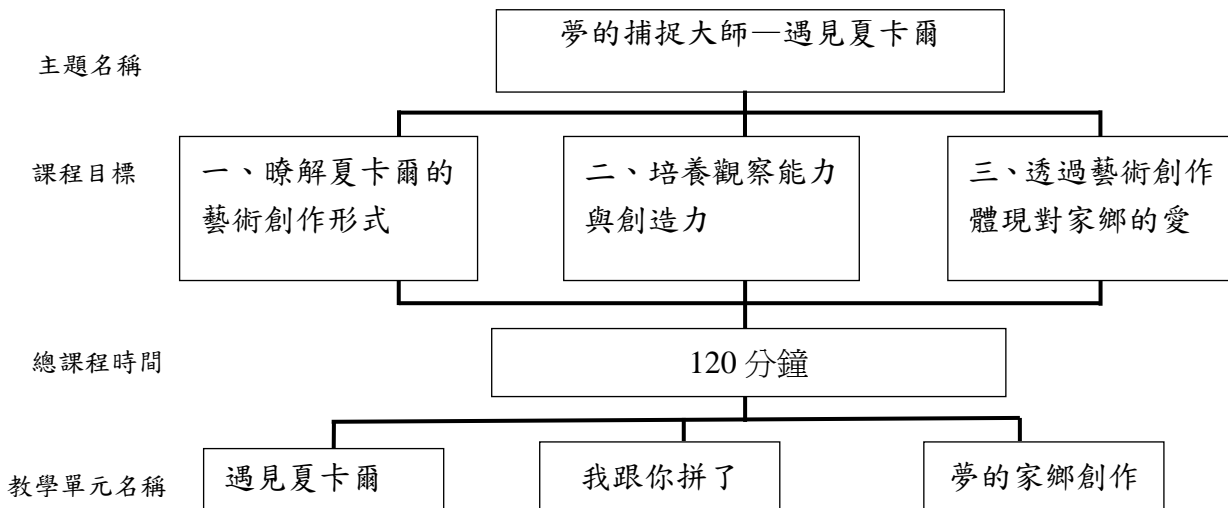 夢的捕捉大師—遇見夏卡爾
主題名稱
課程目標
一、瞭解夏卡爾的
藝術創作形式
二、培養觀察能力
與創造力
三、透過藝術創作
體現對家鄉的愛
總課程時間
120 分鐘
教學單元名稱
遇見夏卡爾
我跟你拼了
夢的家鄉創作